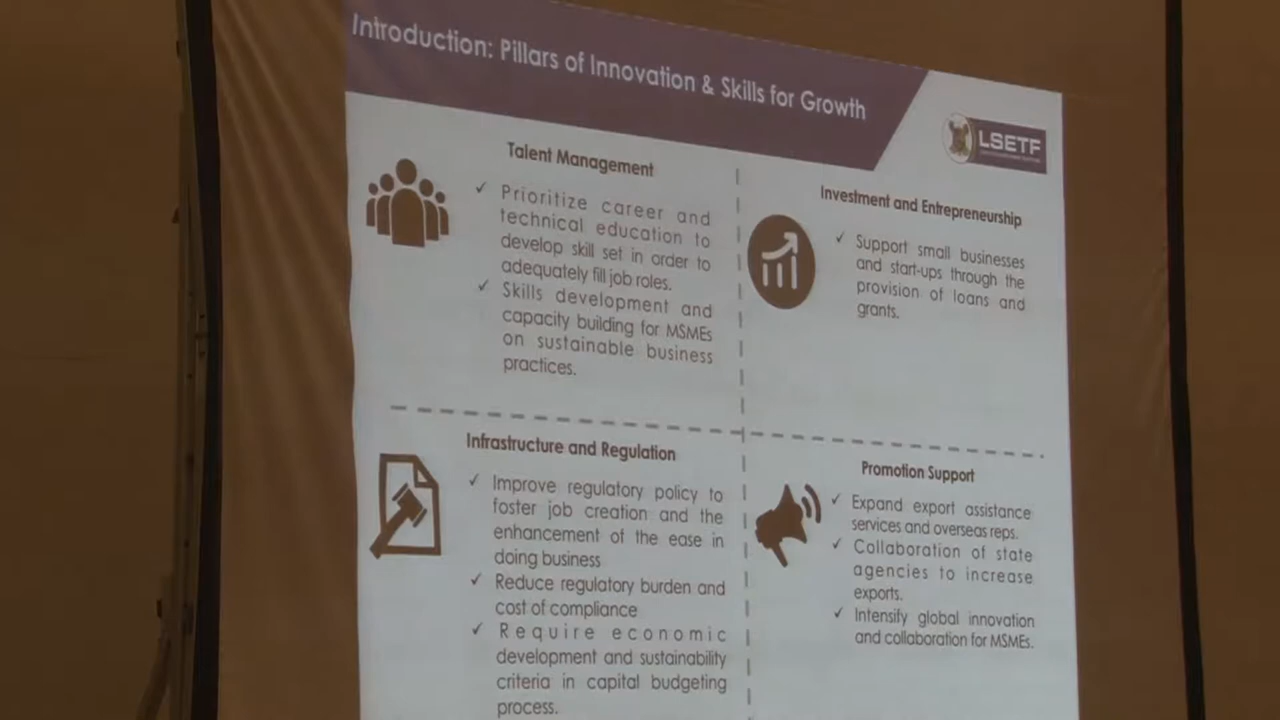 Introduction: Pillars of Innovation & Skills for Growth
LSETF
Talent Management
✓ Prioritize career and
technical education to
develop skill set in order to
adequately fill job roles.
✓ Skills development and
capacity building for MSMEs
on sustainable business
practices.
Investment and Entrepreneurship
✓ Support small businesses
and start-ups through the
provision of loans and
grants.
Infrastructure and Regulation
✓ Improve regulatory policy to
foster job creation and the
enhancement of the ease in
doing business
✓ Reduce regulatory burden and
cost of compliance
✓ Require economic
development and sustainability
criteria in capital budgeting
process.
Promotion Support
✓ Expand export assistance
services and overseas reps.
✓ Collaboration of state
agencies to increase
exports.
✓ Intensify global innovation
and collaboration for MSMEs.